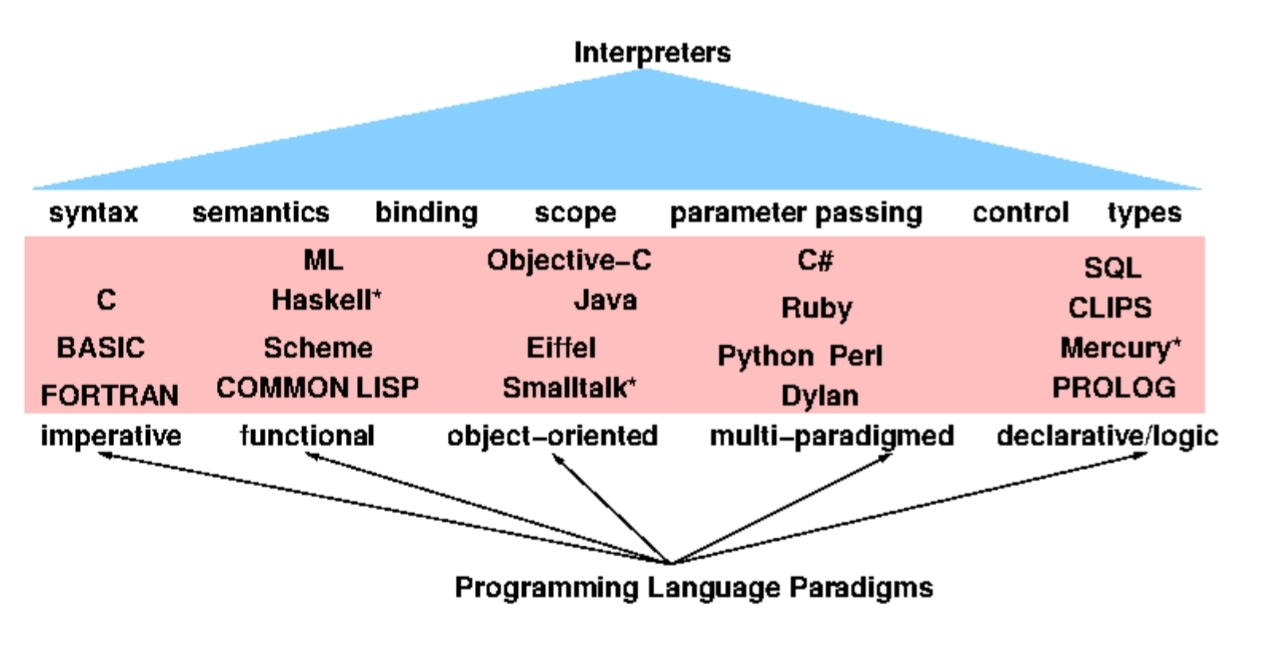 Interpreters
syntax semantics binding scope parameter passing control types
ML Objective–C C# SQL
C Haskell* Java Ruby CLIPS
BASIC Scheme Eiffel Python Perl Mercury*
FORTRAN COMMON LISP Smalltalk* Dylan PROLOG
imperative functional object–oriented multi–paradigmed declarative/logic
Programming Language Paradigms